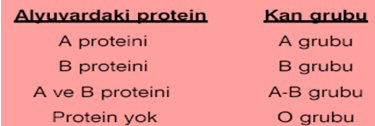 Alyuvardaki protein Kan grubu
A proteini A grubu
B proteini B grubu
A ve B proteini A-B grubu
Protein yok O grubu